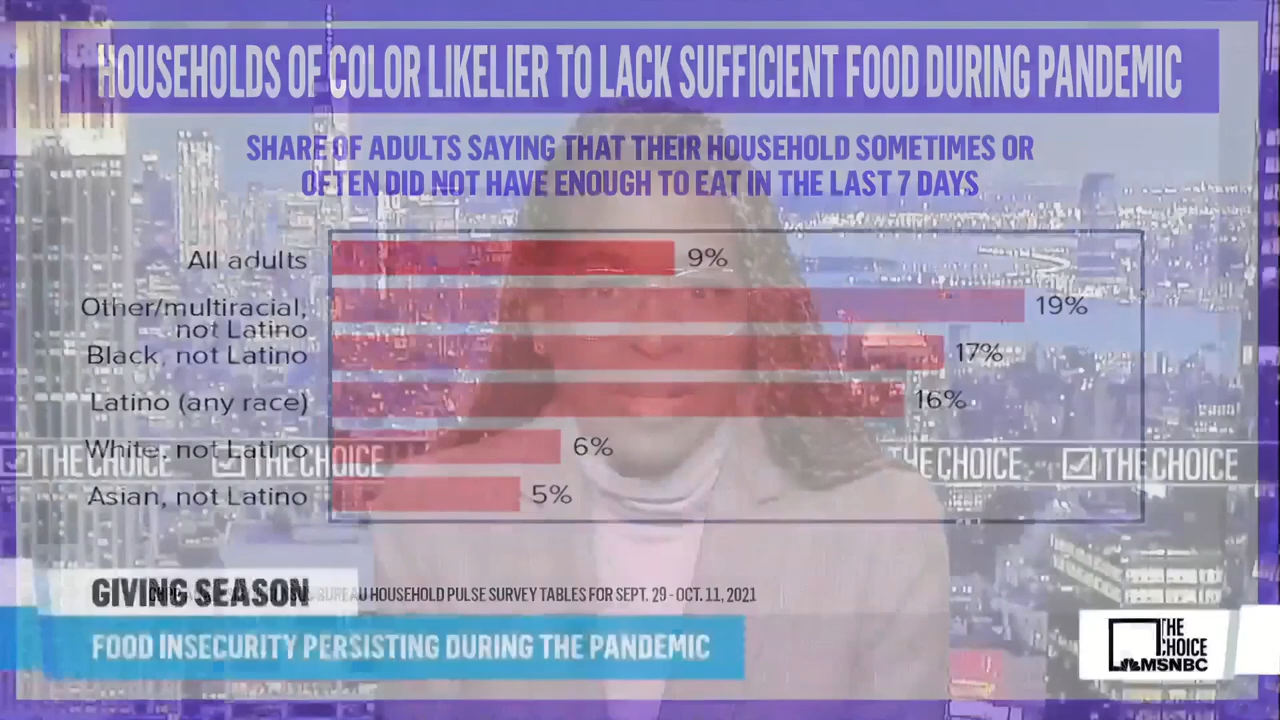 HOUSEHOLDS OF COLOR LIKELIER TO LACK SUFFICIENT FOOD DURING PANDEMIC
SHARE OF ADULTS SAYING THAT THEIR HOUSEHOLD SOMETIMES OR
OFTEN DID NOT HAVE ENOUGH TO EAT IN THE LAST 7 DAYS
All adults 9%
Other/multiracial,
not Latino 19%
Black, not Latino 17%
Latino (any race) 16%
White, not Latino 6%
THE CHOICE THE CHOICE THE CHOICE THE CHOICE
Asian, not Latino 5%
GIVING SEASON
BUREAU HOUSEHOLD PULSE SURVEY TABLES FOR SEPT. 29 - OCT. 11, 2021
FOOD INSECURITY PERSISTING DURING THE PANDEMIC
THE
CHOICE
MSNBC